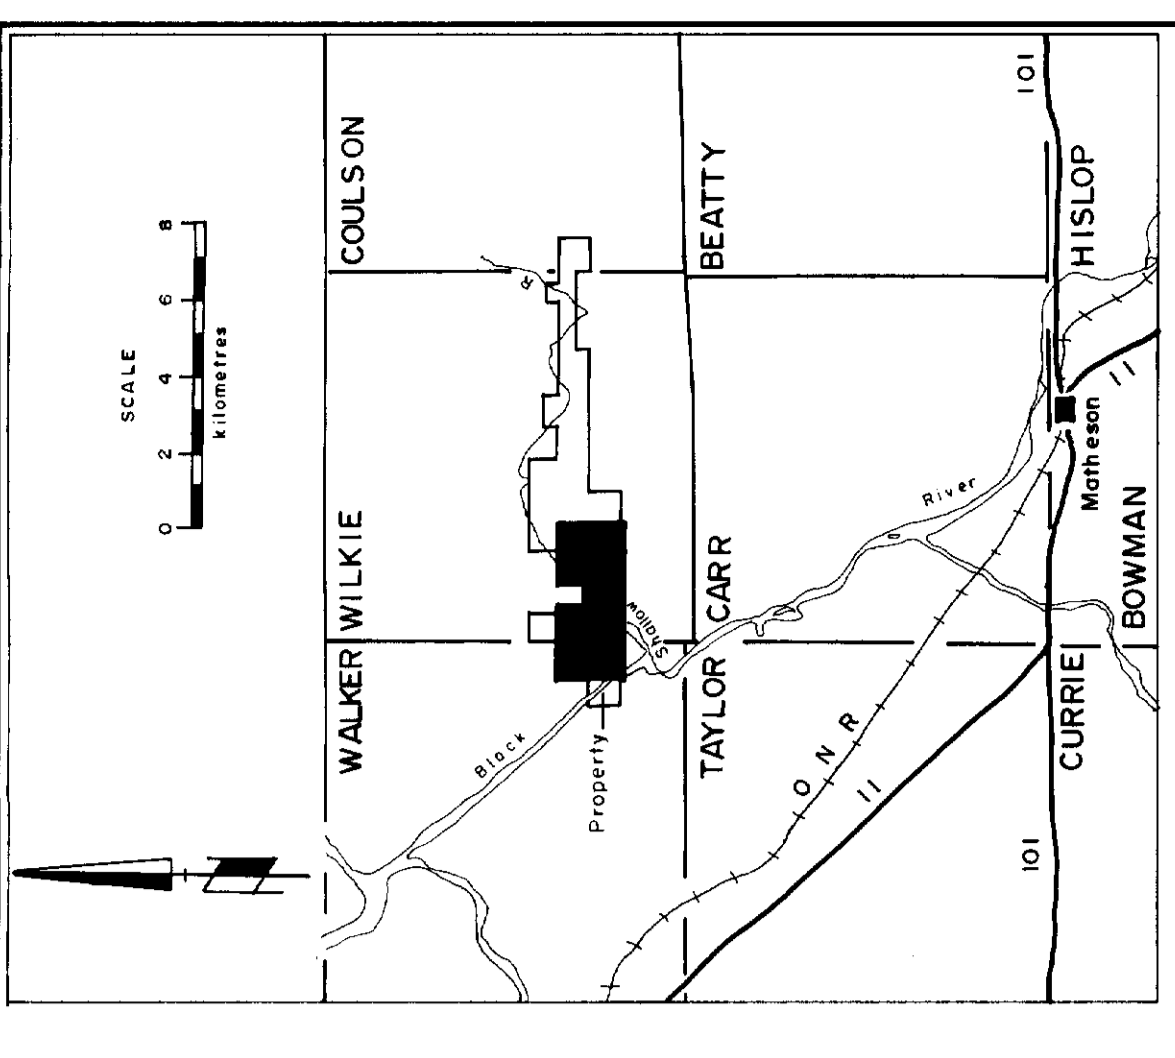 N
SCALE
0 2 4 6 8
kilometres
WALKER
WILKIE
COULSON
Black
R
Property
Shallow
TAYLOR
CARR
BEATTY
ONR
11
River
101
101
CURRIE
Matheson
HISLOP
11
BOWMAN